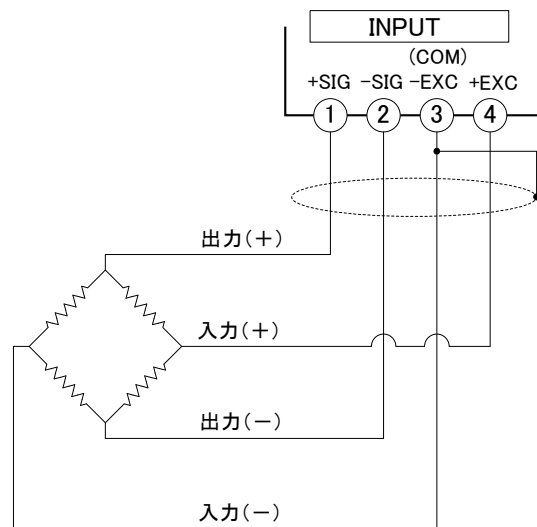 INPUT
(COM)
+SIG −SIG −EXC +EXC
1 2 3 4
出力(＋)
入力(＋)
出力(−)
入力(−)